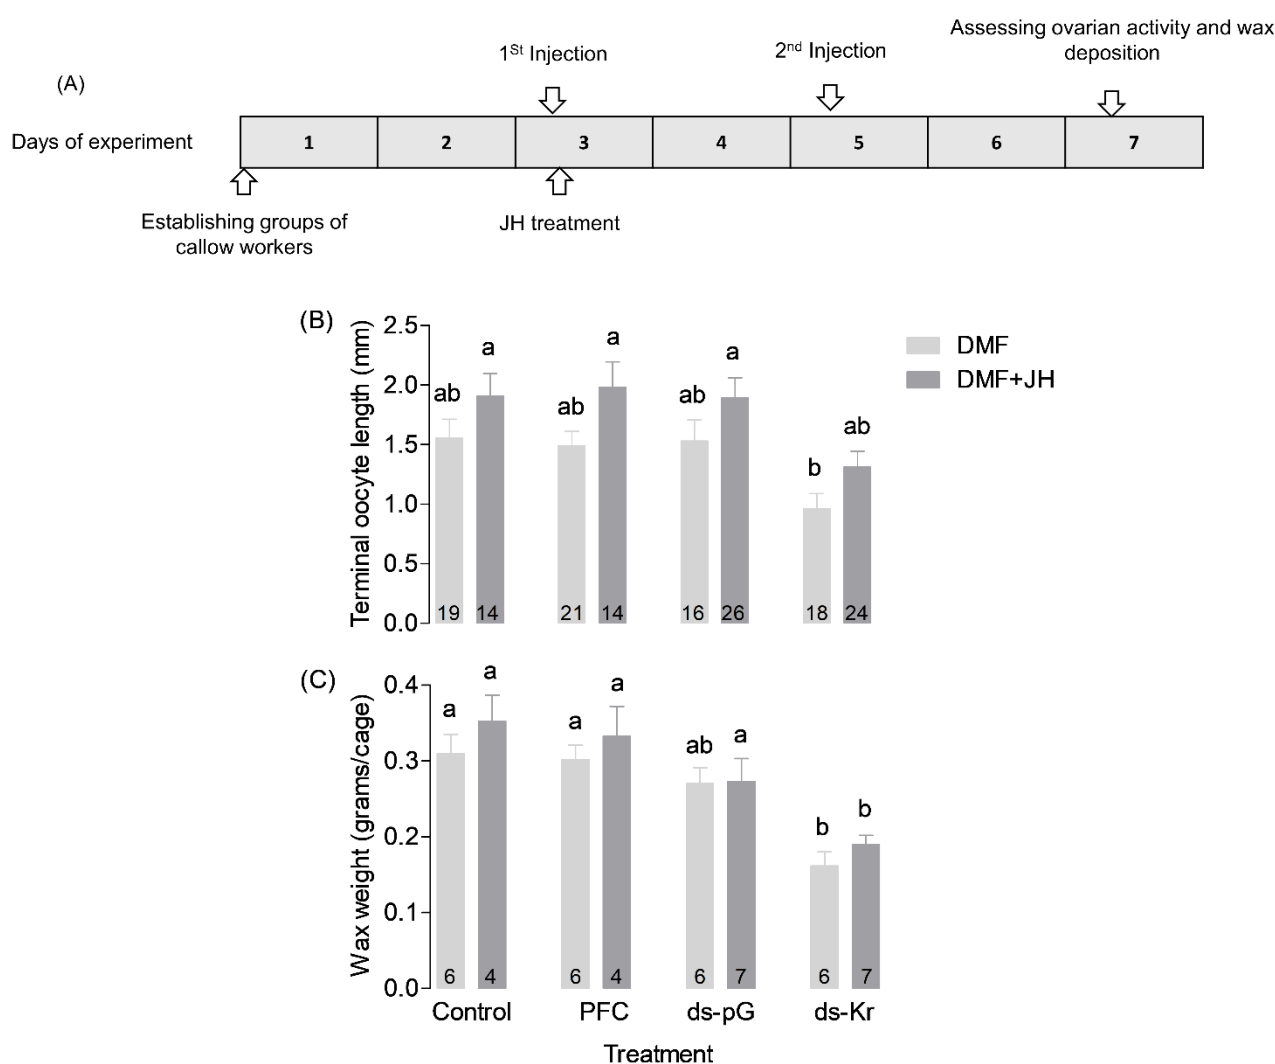 Assessing ovarian activity and wax
deposition
1St Injection
2nd Injection
(A)
Days of experiment
1 2 3 4 5 6 7
Establishing groups of
callow workers
JH treatment
(B)
Terminal oocyte length (mm)
2.5
2.0
1.5
1.0
0.5
0.0
ab a ab a ab a b ab
19 14 21 14 16 26 18 24
DMF
DMF+JH
(C)
Wax weight (grams/cage)
0.4
0.3
0.2
0.1
0.0
a a a a ab a b b
6 4 6 4 6 7 6 7
Control PFC ds-pG ds-Kr
Treatment